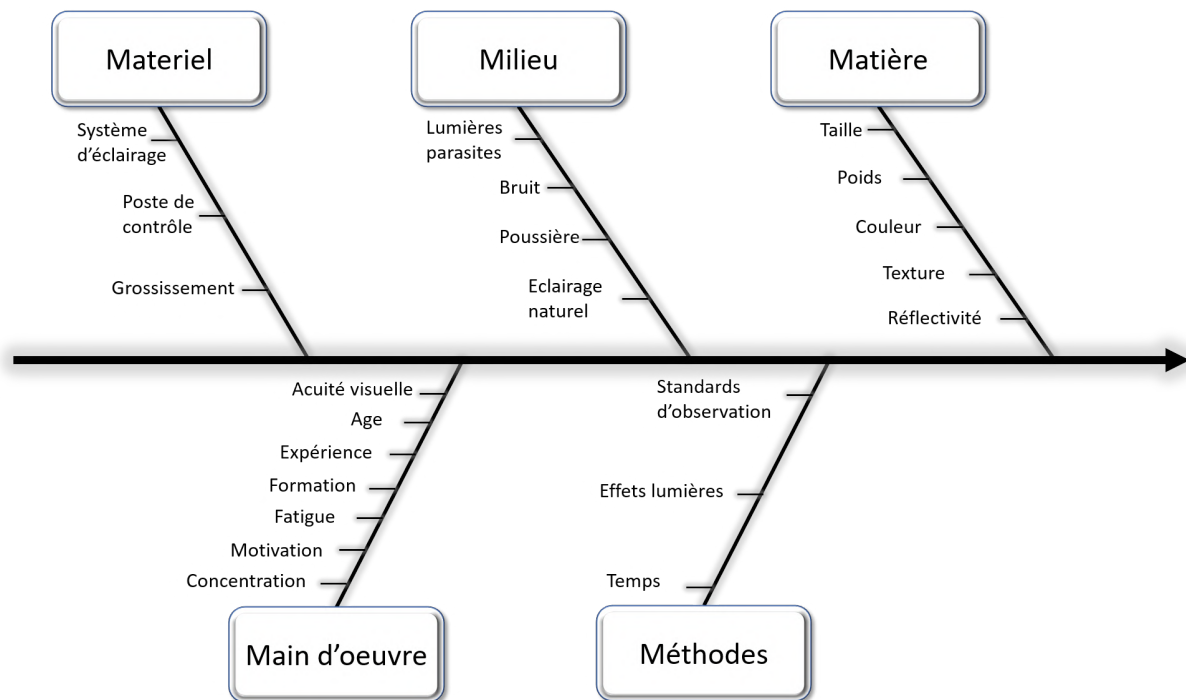 Materiel
Système
d’éclairage
Poste de
contrôle
Grossissement
Milieu
Lumières
parasites
Bruit
Poussière
Eclairage
naturel
Matière
Taille
Poids
Couleur
Texture
Réflectivité
Acuité visuelle
Age
Expérience
Formation
Fatigue
Motivation
Concentration
Main d’oeuvre
Standards
d’observation
Effets lumières
Temps
Méthodes